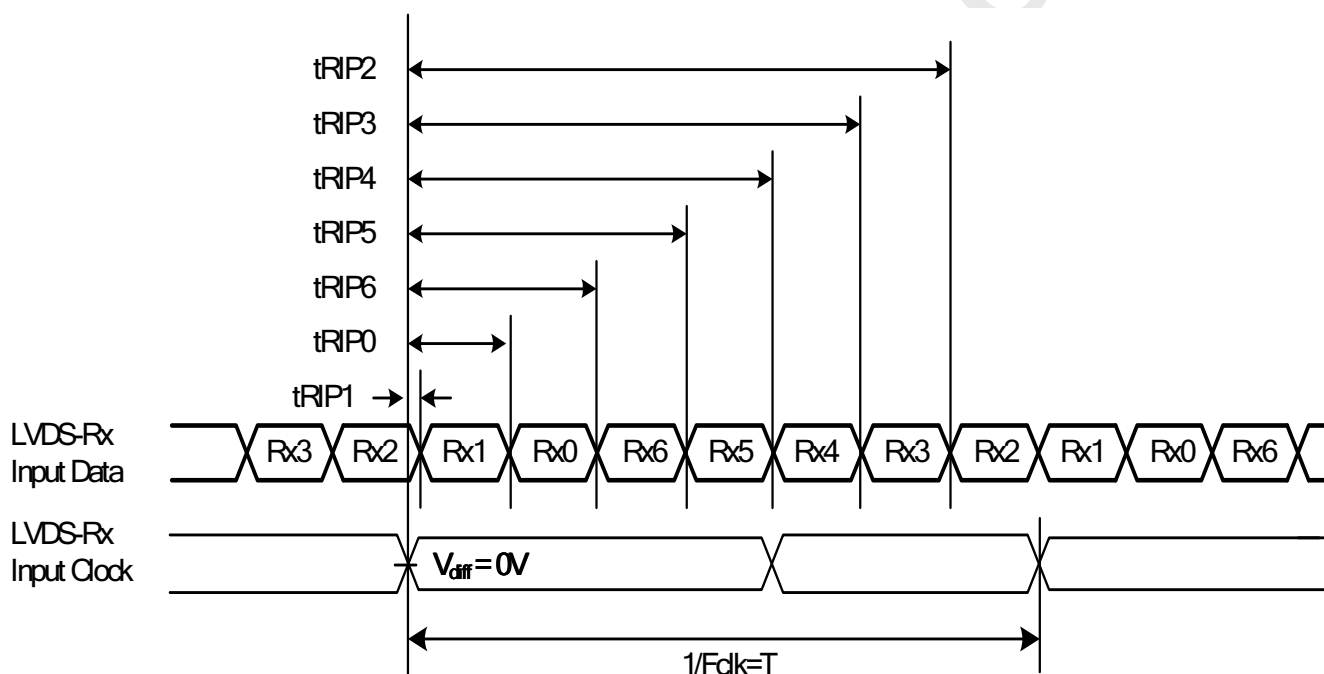 tRIP2
tRIP3
tRIP4
tRIP5
tRIP6
tRIP0
tRIP1
LVDS-Rx
Input Data
Rx3 Rx2 Rx1 Rx0 Rx6 Rx5 Rx4 Rx3 Rx2 Rx1 Rx0 Rx6
LVDS-Rx
Input Clock
Vdiff = 0V
1/Fclk=T